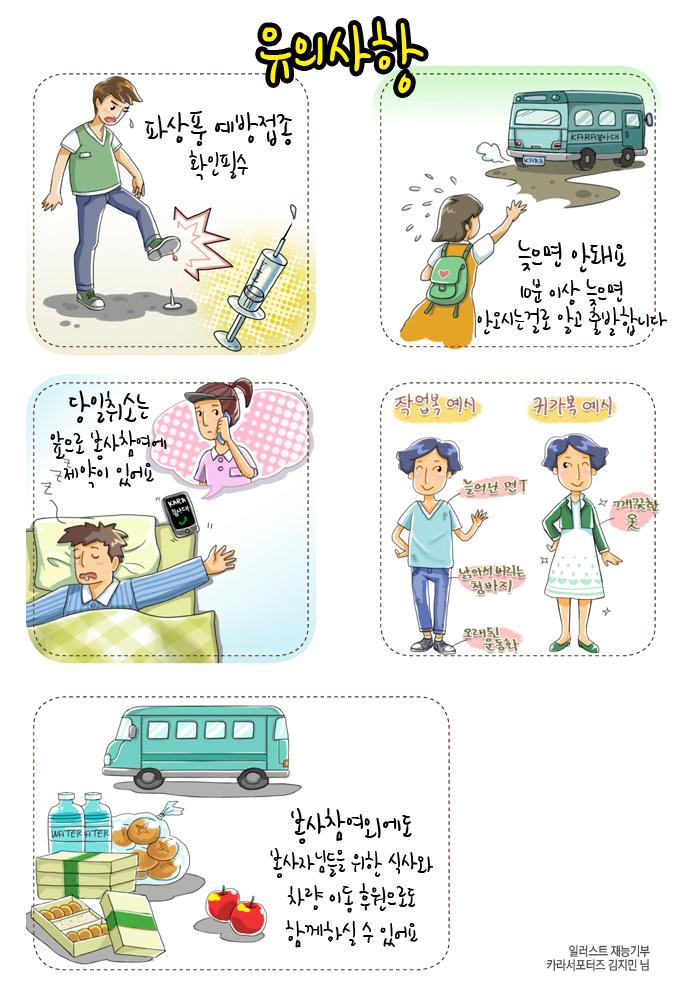 유의사항
파상풍 예방접종
확인필수
KARA봉사대
KARA
늦으면 안돼요
10분 이상 늦으면
안오시는걸로 알고 출발합니다
당일취소는
앞으로 봉사참여에
제약이 있어요
z
z
z
KARA
봉사대
작업복 예시
귀가복 예시
늘어난 면T
깨끗한
옷
낡아서 버리는
청바지!
오래된
운동화
WATER
ATER
봉사참여외에도
봉사자님들을 위한 식사와
차량 이동 후원으로도
함께하실 수 있어요
일러스트 재능기부
카라서포터즈 김지민 님